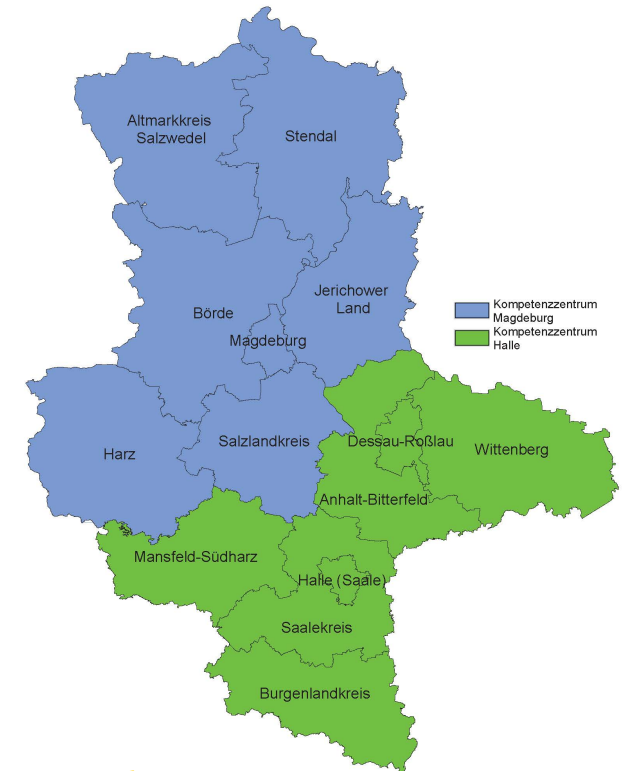 Altmarkkreis
Salzwedel
Stendal
Jerichower
Land
Börde
Magdeburg
Kompetenzzentrum
Magdeburg
Kompetenzzentrum
Halle
Harz
Salzlandkreis
Dessau-Roßlau
Wittenberg
Anhalt-Bitterfeld
Mansfeld-Südharz
Halle (Saale)
Saalekreis
Burgenlandkreis